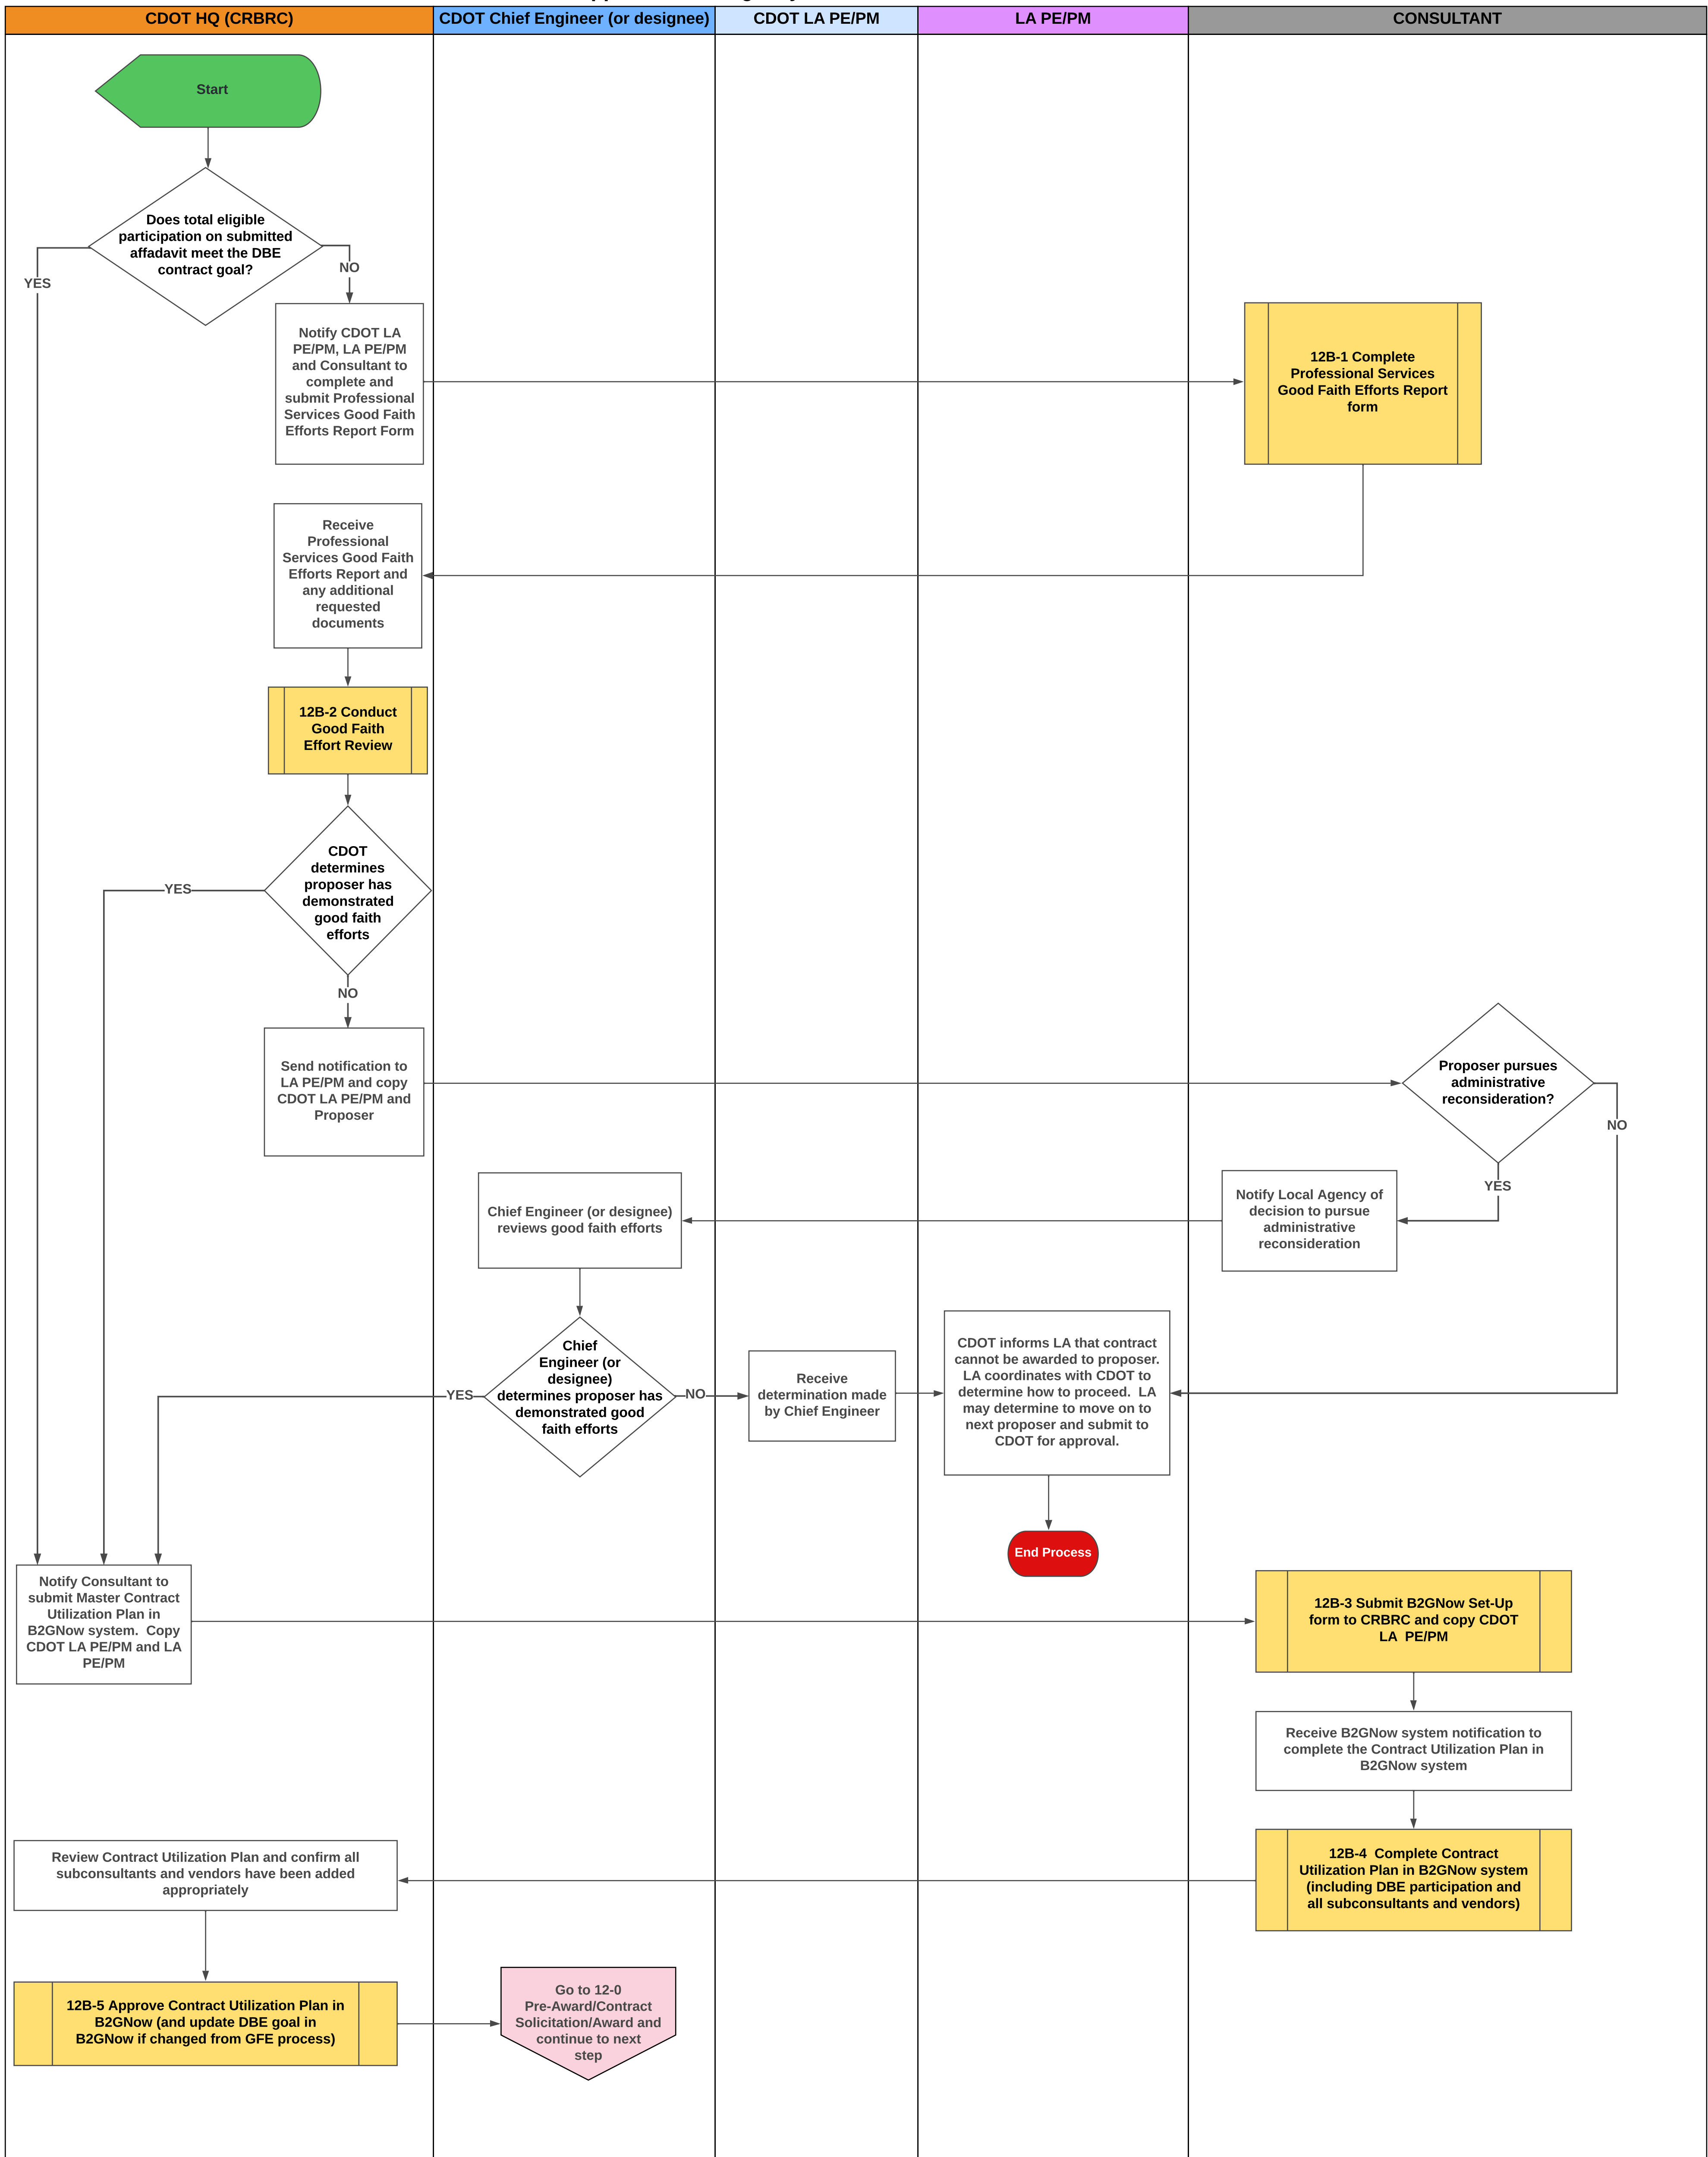 CDOT HQ (CRBRC)
CDOT Chief Engineer (or designee)
CDOT LA PE/PM
LA PE/PM
CONSULTANT
Start
Does total eligible
participation on submitted
affadavit meet the DBE
contract goal?
YES
NO
Notify CDOT LA
PE/PM, LA PE/PM
and Consultant to
complete and
submit Professional
Services Good Faith
Efforts Report Form
12B-1 Complete
Professional Services
Good Faith Efforts Report
form
Receive
Professional
Services Good Faith
Efforts Report and
any additional
requested
documents
12B-2 Conduct
Good Faith
Effort Review
CDOT
determines
proposer has
demonstrated
good faith
efforts
YES
NO
Send notification to
LA PE/PM and copy
CDOT LA PE/PM and
Proposer
Proposer pursues
administrative
reconsideration?
NO
YES
Notify Local Agency of
decision to pursue
administrative
reconsideration
Chief Engineer (or designee)
reviews good faith efforts
Chief
Engineer (or
designee)
determines proposer has
demonstrated good
faith efforts
YES
NO
Receive
determination made
by Chief Engineer
CDOT informs LA that contract
cannot be awarded to proposer.
LA coordinates with CDOT to
determine how to proceed.  LA
may determine to move on to
next proposer and submit to
CDOT for approval.
End Process
Notify Consultant to
submit Master Contract
Utilization Plan in
B2GNow system.  Copy
CDOT LA PE/PM and LA
PE/PM
12B-3 Submit B2GNow Set-Up
form to CRBRC and copy CDOT
LA  PE/PM
Receive B2GNow system notification to
complete the Contract Utilization Plan in
B2GNow system
12B-4  Complete Contract
Utilization Plan in B2GNow system
(including DBE participation and
all subconsultants and vendors)
Review Contract Utilization Plan and confirm all
subconsultants and vendors have been added
appropriately
12B-5 Approve Contract Utilization Plan in
B2GNow (and update DBE goal in
B2GNow if changed from GFE process)
Go to 12-0
Pre-Award/Contract
Solicitation/Award and
continue to next
step